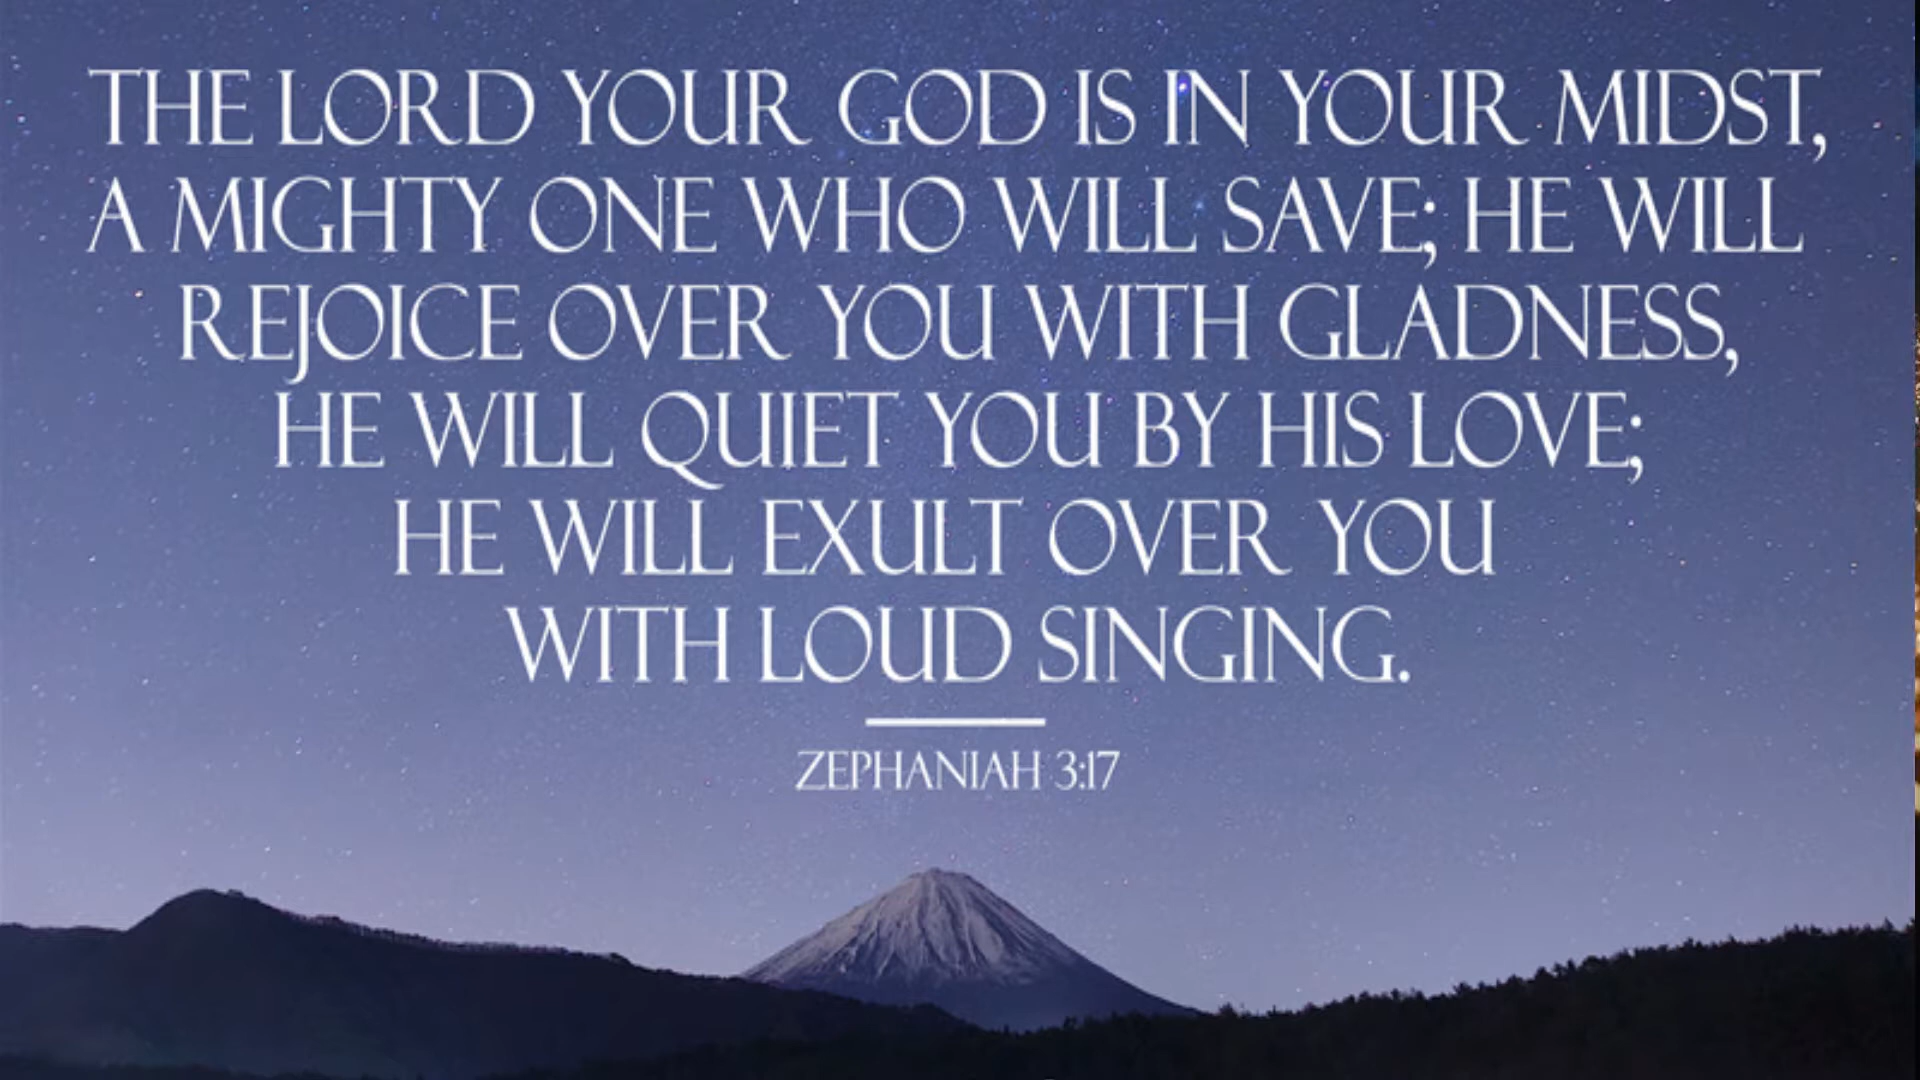 THE LORD YOUR GOD IS IN YOUR MIDST,
A MIGHTY ONE WHO WILL SAVE; HE WILL
REJOICE OVER YOU WITH GLADNESS,
HE WILL QUIET YOU BY HIS LOVE;
HE WILL EXULT OVER YOU
WITH LOUD SINGING.
ZEPHANIAH 3:17